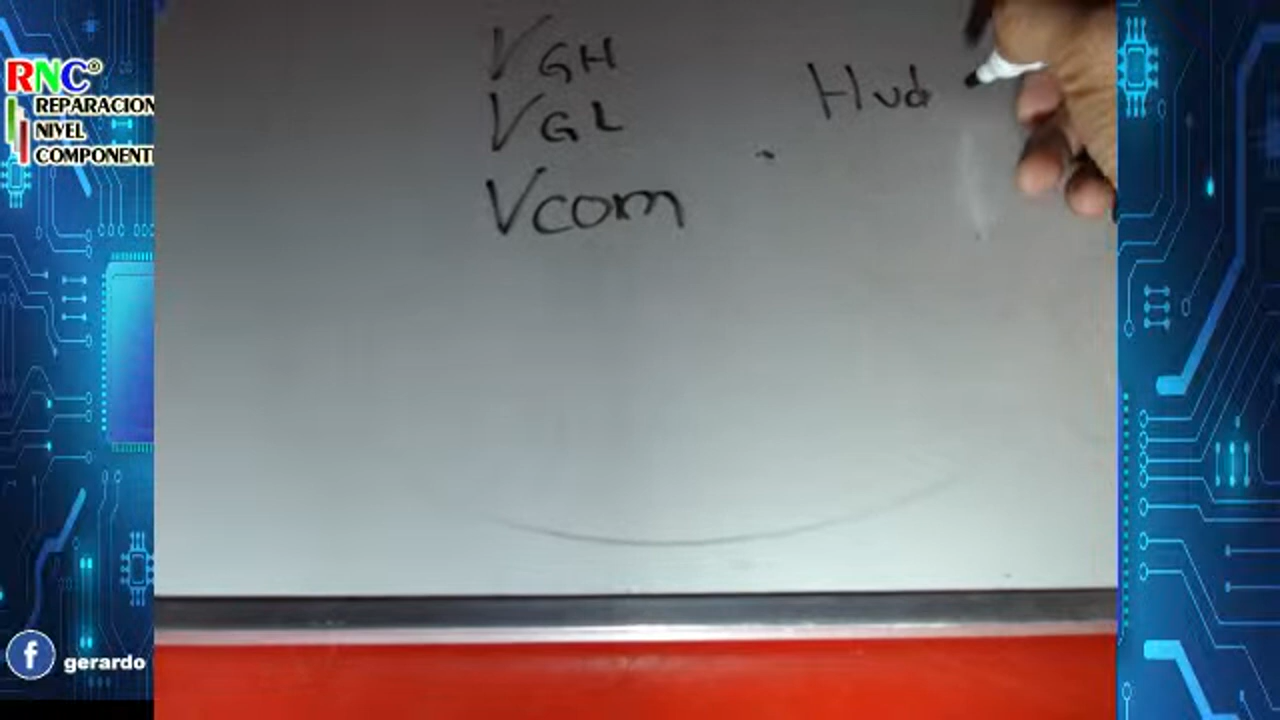 RNC®
REPARACION
NIVEL
COMPONENT
VGH
VGL
Vcom
Hvd
f gerardo